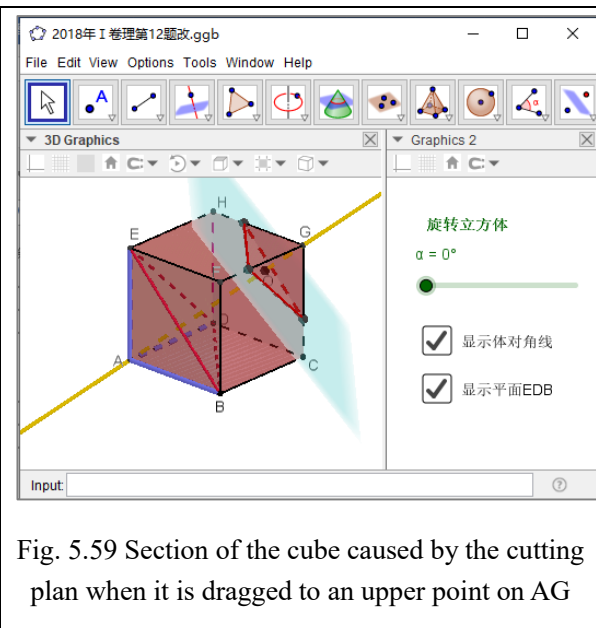 2018年 I 卷理第12题改.ggb
File Edit View Options Tools Window Help
A
α
3D Graphics
Graphics 2
H
E
G
F
D
A
C
B
旋转立方体
α = 0°
显示体对角线
显示平面EDB
Input:
Fig. 5.59 Section of the cube caused by the cutting
plan when it is dragged to an upper point on AG